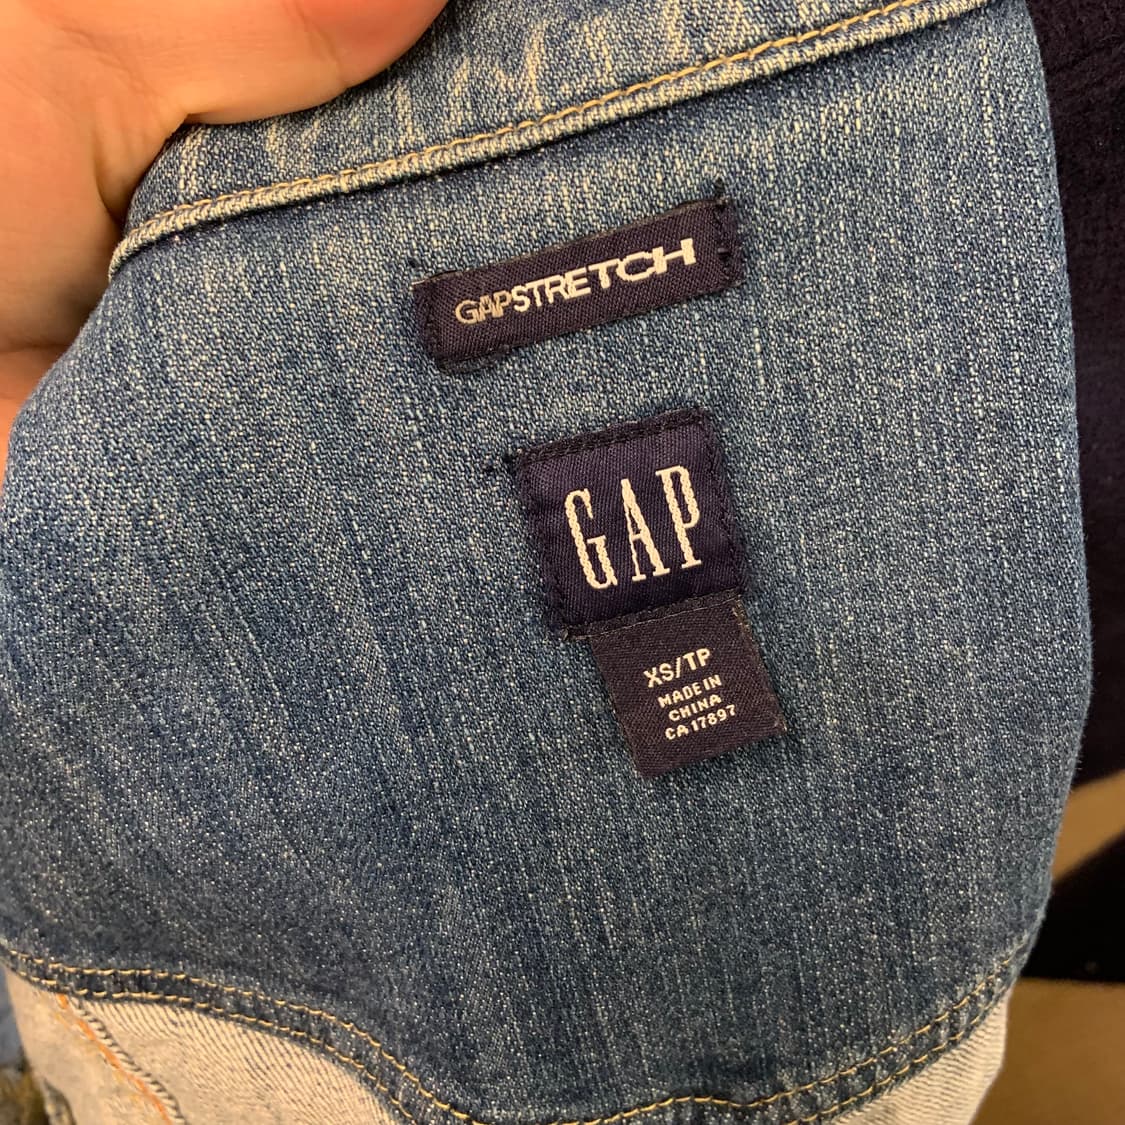 GAPSTRETCH
GAP
XS/TP
MADE IN
CHINA
CA 17897